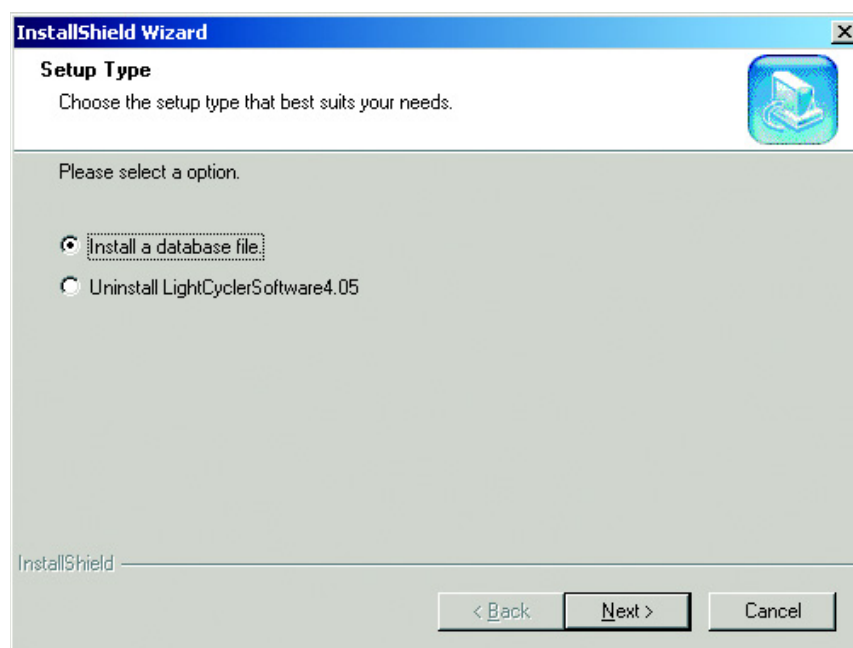 InstallShield Wizard
Setup Type
Choose the setup type that best suits your needs.
Please select a option.
Install a database file.
Uninstall LightCyclerSoftware4.05
InstallShield
< Back
Next >
Cancel